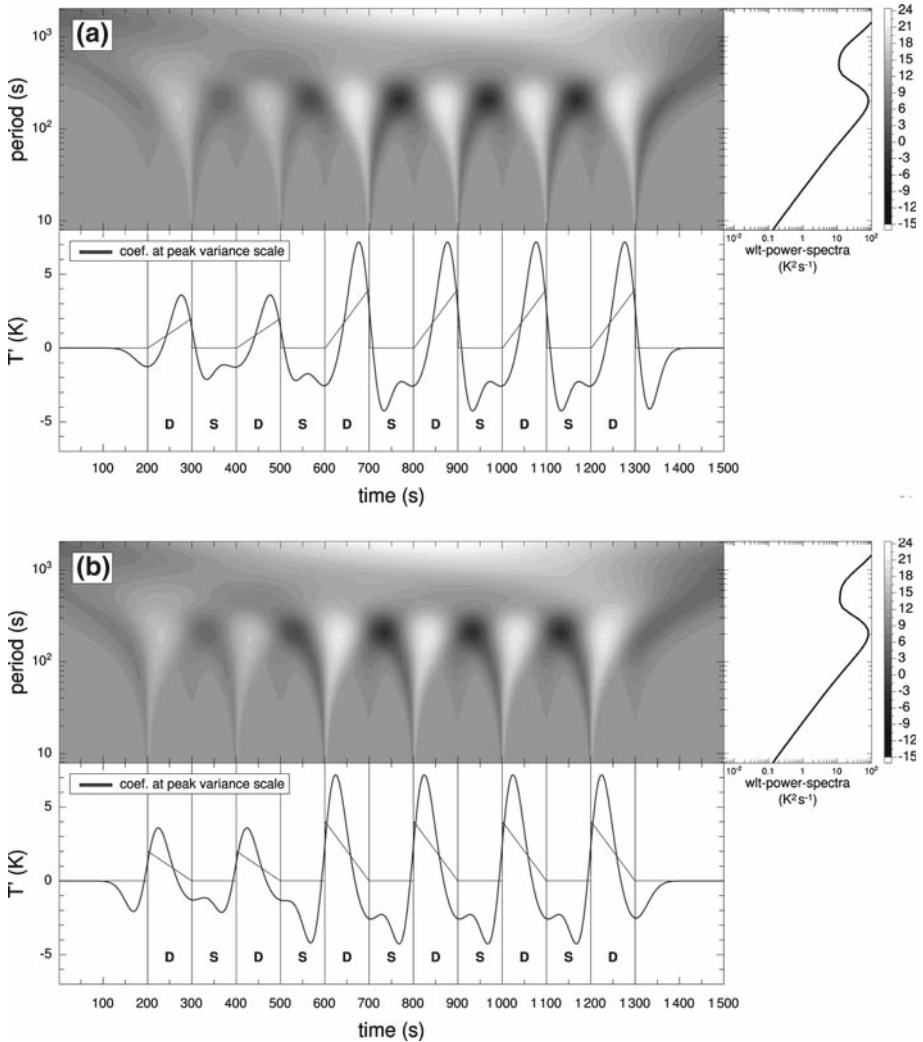 (a)
10³
10²
10
period (s)
10⁻² 0.1 1 10 10²
wlt-power-spectra
(K²s⁻¹)
24
21
18
15
12
9
6
3
0
-3
-6
-9
-12
-15
coef. at peak variance scale
5
0
-5
T' (K)
D S D S D S D S D S D
100 200 300 400 500 600 700 800 900 1000 1100 1200 1300 1400 1500
time (s)
(b)
10³
10²
10
period (s)
10⁻² 0.1 1 10 10²
wlt-power-spectra
(K²s⁻¹)
24
21
18
15
12
9
6
3
0
-3
-6
-9
-12
-15
coef. at peak variance scale
5
0
-5
T' (K)
D S D S D S D S D S D
100 200 300 400 500 600 700 800 900 1000 1100 1200 1300 1400 1500
time (s)